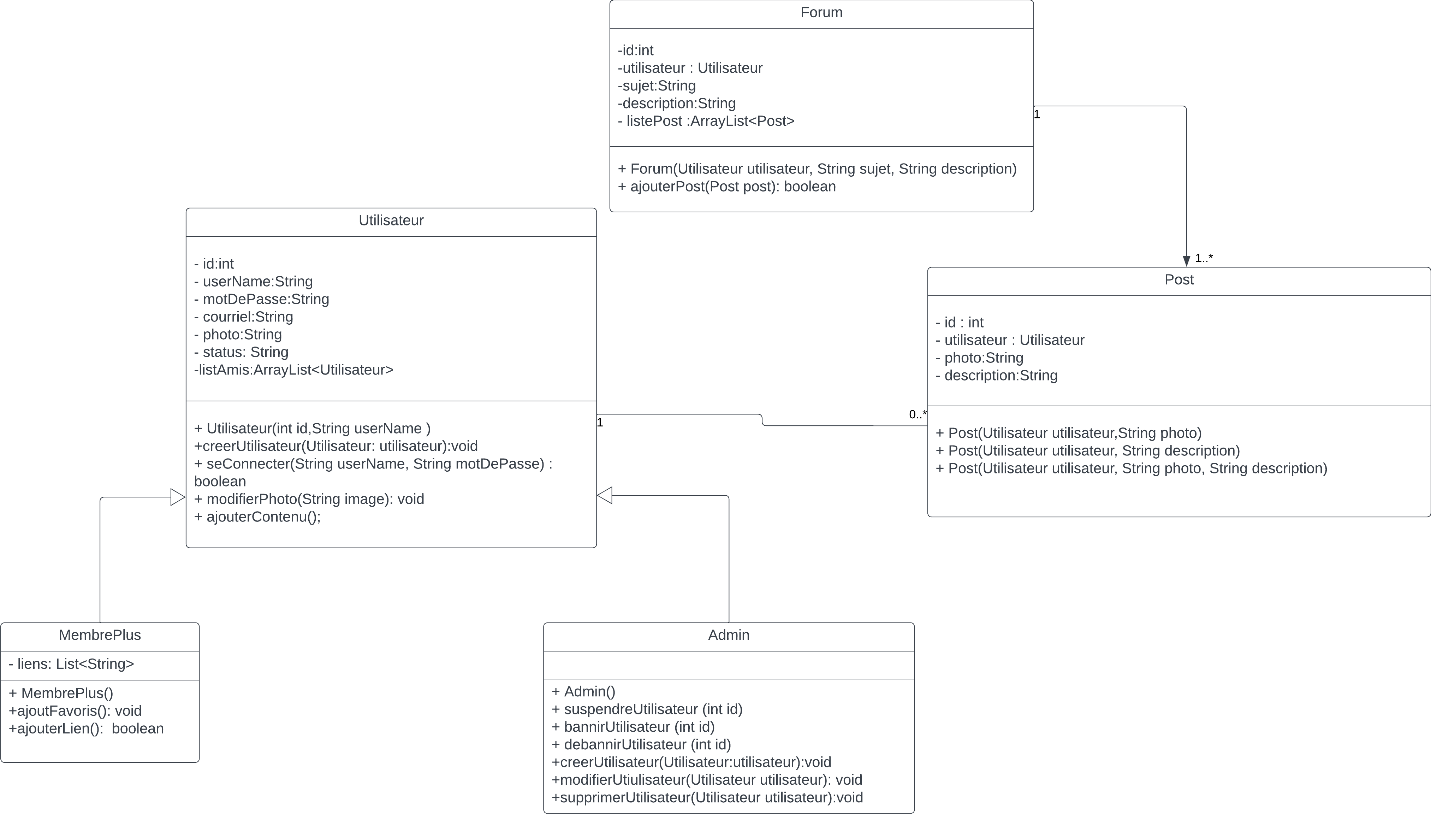 Forum
-id:int
-utilisateur : Utilisateur
-sujet:String
-description:String
- listePost :ArrayList<Post>
+ Forum(Utilisateur utilisateur, String sujet, String description)
+ ajouterPost(Post post): boolean
1
1..*
Utilisateur
- id:int
- userName:String
- motDePasse:String
- courriel:String
- photo:String
- status: String
-listAmis:ArrayList<Utilisateur>
+ Utilisateur(int id,String userName )
+creerUtilisateur(Utilisateur: utilisateur):void
+ seConnecter(String userName, String motDePasse) :
boolean
+ modifierPhoto(String image): void
+ ajouterContenu();
1
0..*
Post
- id : int
- utilisateur : Utilisateur
- photo:String
- description:String
+ Post(Utilisateur utilisateur,String photo)
+ Post(Utilisateur utilisateur, String description)
+ Post(Utilisateur utilisateur, String photo, String description)
MembrePlus
- liens: List<String>
+ MembrePlus()
+ajoutFavoris(): void
+ajouterLien():  boolean
Admin
+ Admin()
+ suspendreUtilisateur (int id)
+ bannirUtilisateur (int id)
+ debannirUtilisateur (int id)
+creerUtilisateur(Utilisateur:utilisateur):void
+modifierUtiulisateur(Utilisateur utilisateur): void
+supprimerUtilisateur(Utilisateur utilisateur):void